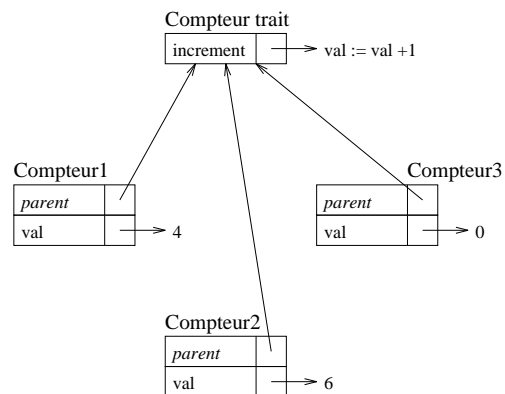 Compteur trait
increment val := val +1
Compteur1
parent
val 4
Compteur3
parent
val 0
Compteur2
parent
val 6